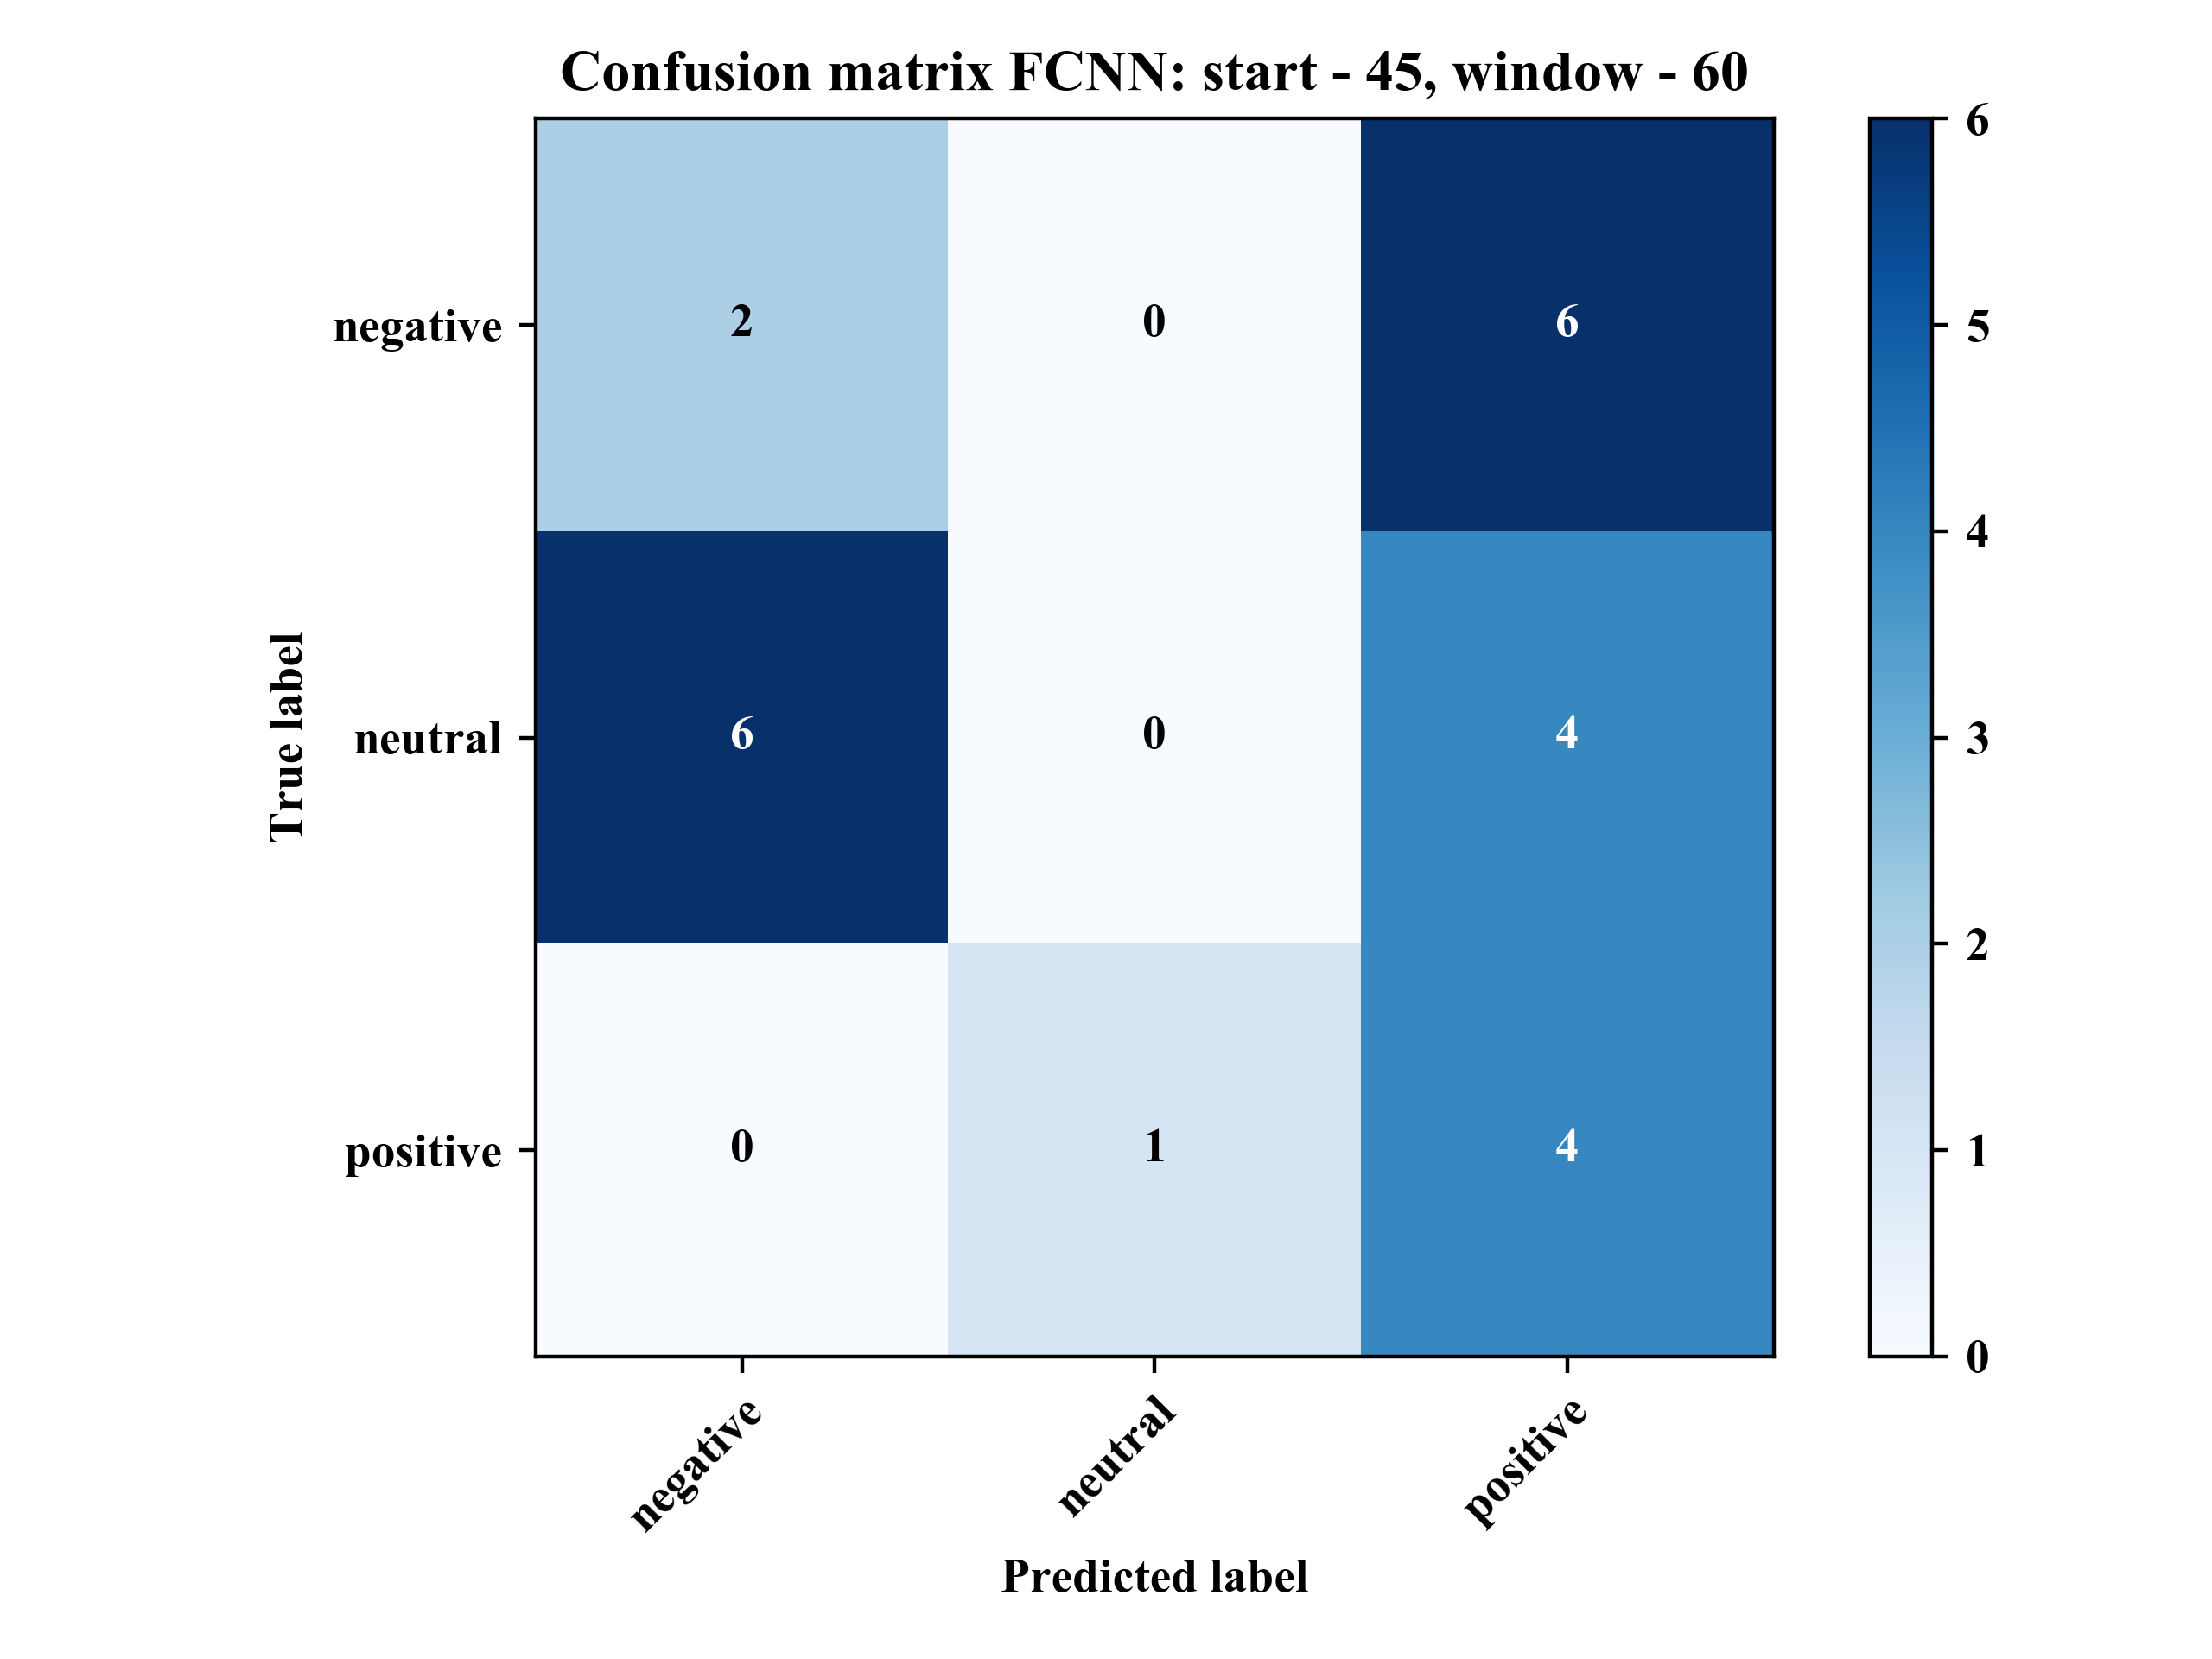 Confusion matrix FCNN: start - 45, window - 60
True label
negative 2 0 6
neutral 6 0 4
positive 0 1 4
negative neutral positive
Predicted label
6
5
4
3
2
1
0